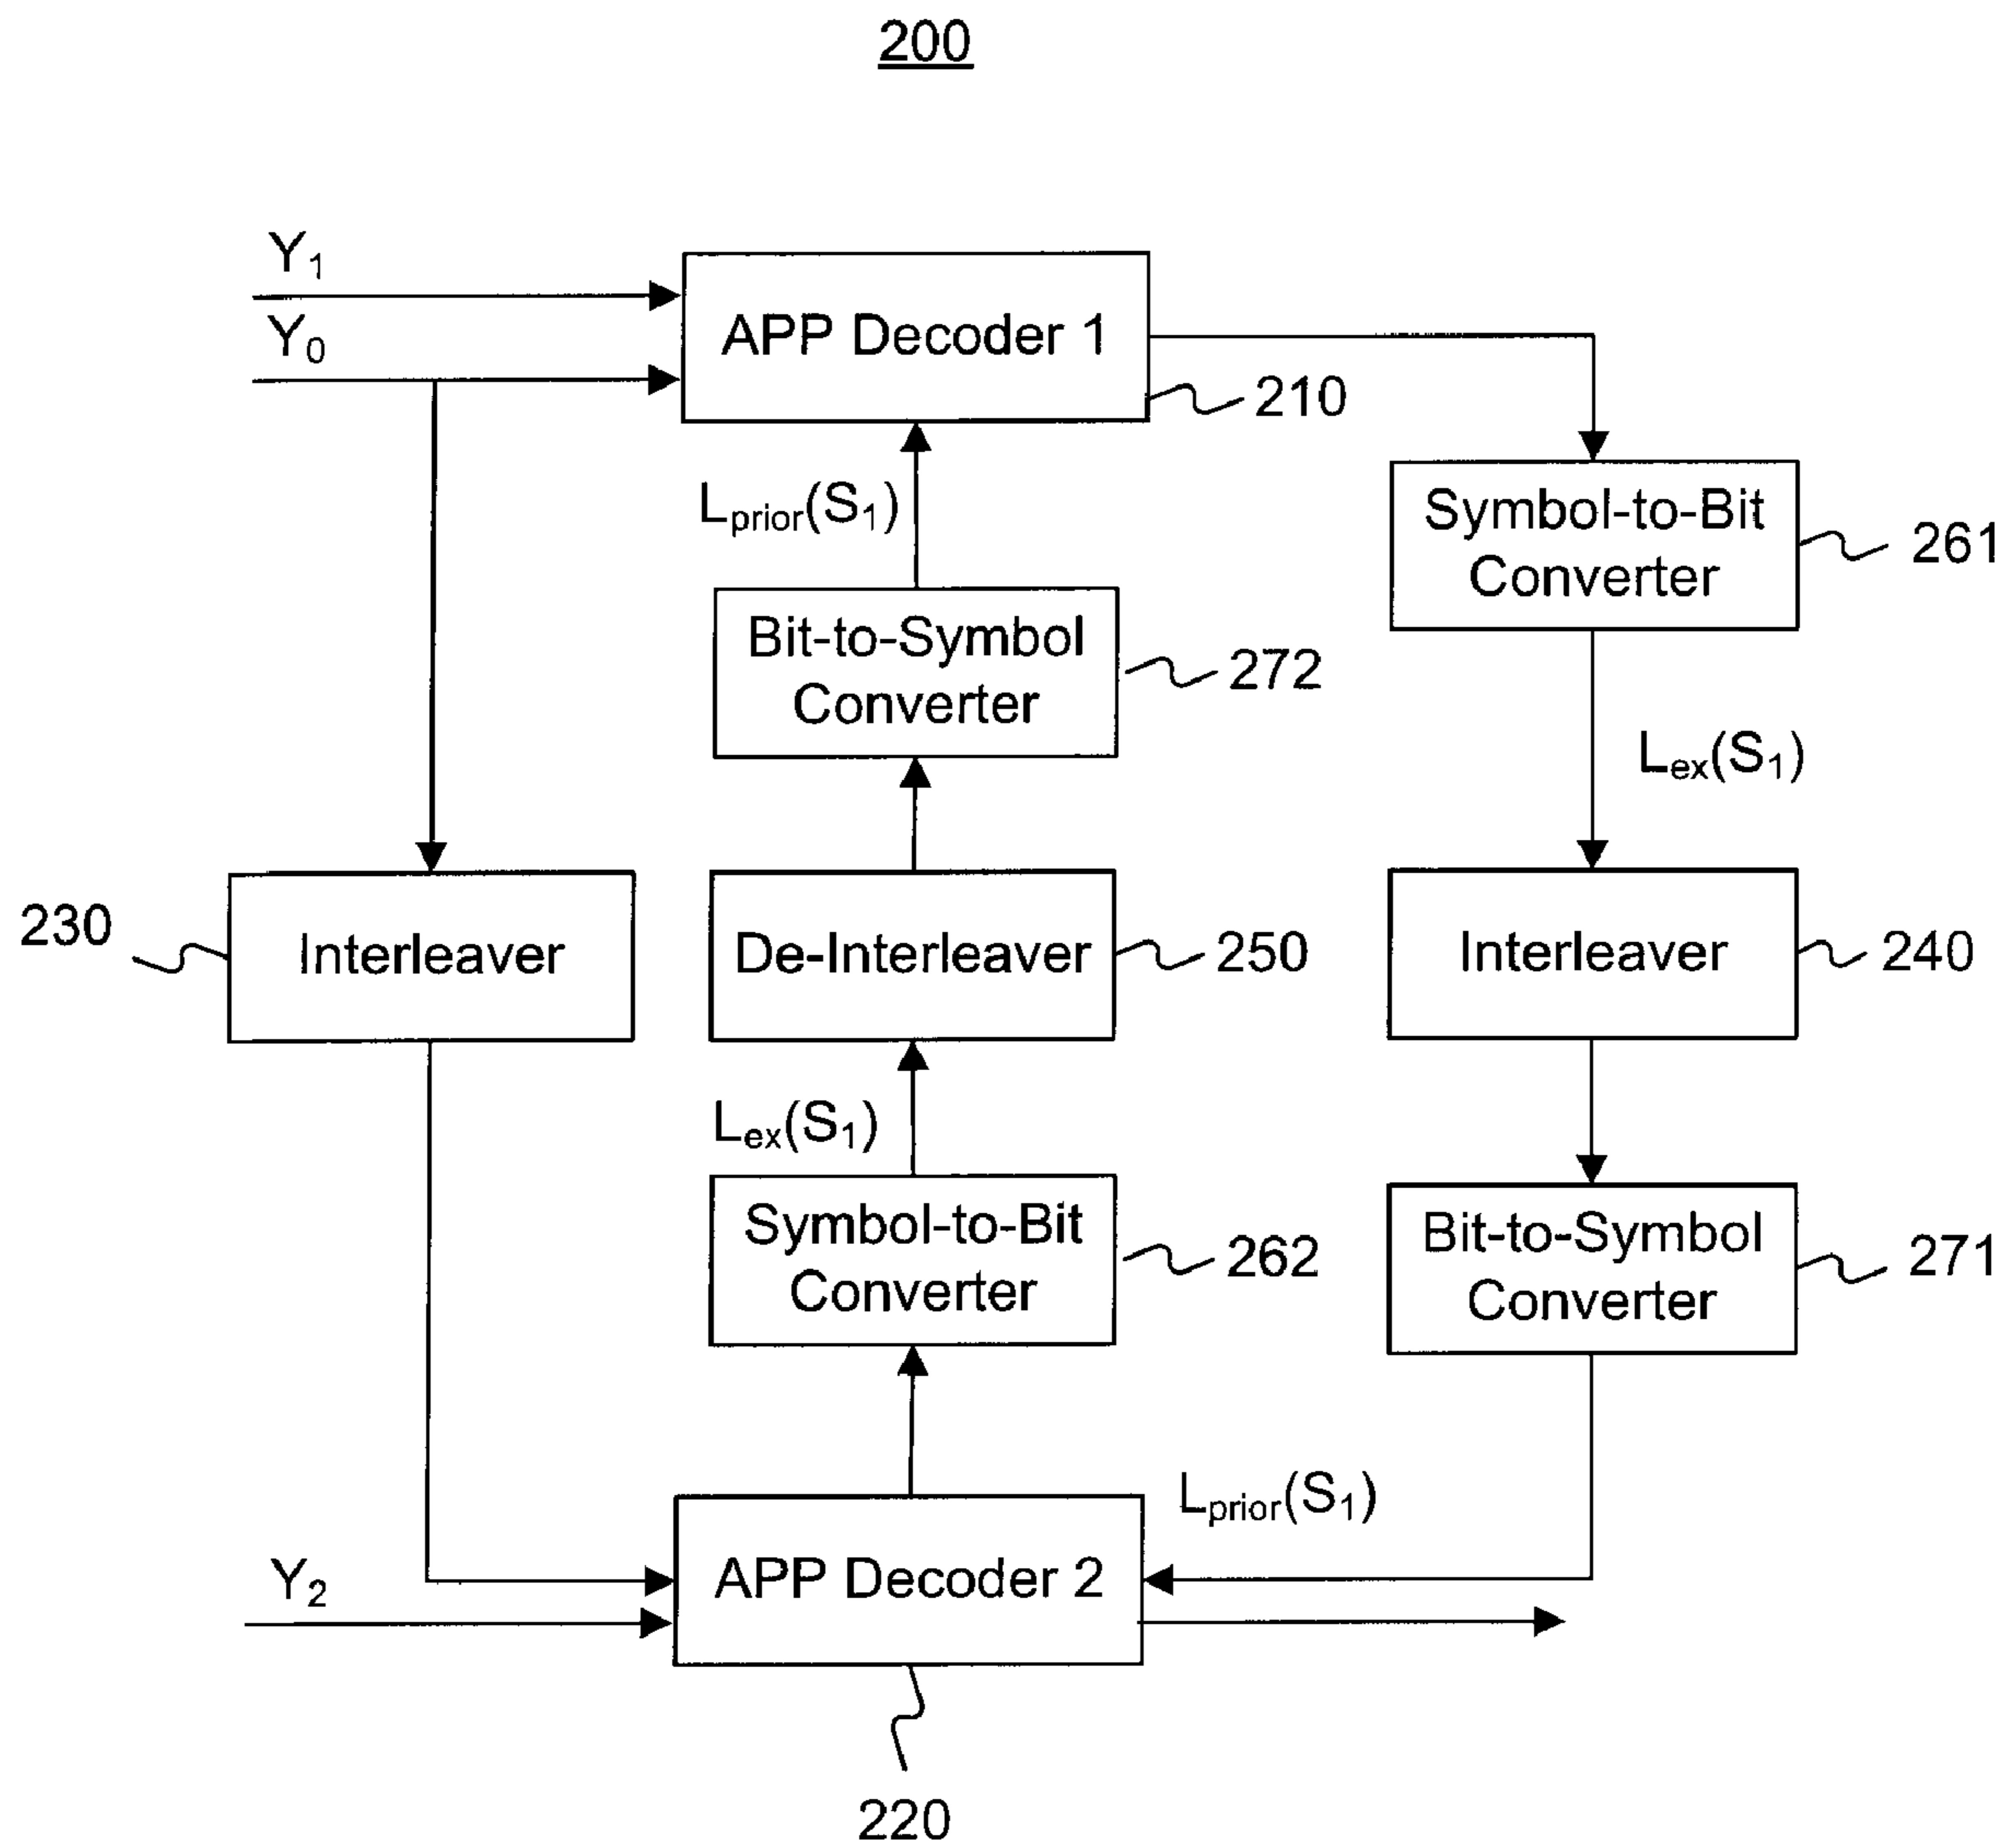 200
Y₁
Y₀
APP Decoder 1
210
Lprior(S₁)
Symbol-to-Bit
Converter
261
Bit-to-Symbol
Converter
272
Lex(S₁)
230
Interleaver
De-Interleaver
250
Interleaver
240
Lex(S₁)
Symbol-to-Bit
Converter
262
Bit-to-Symbol
Converter
271
Lprior(S₁)
Y₂
APP Decoder 2
220